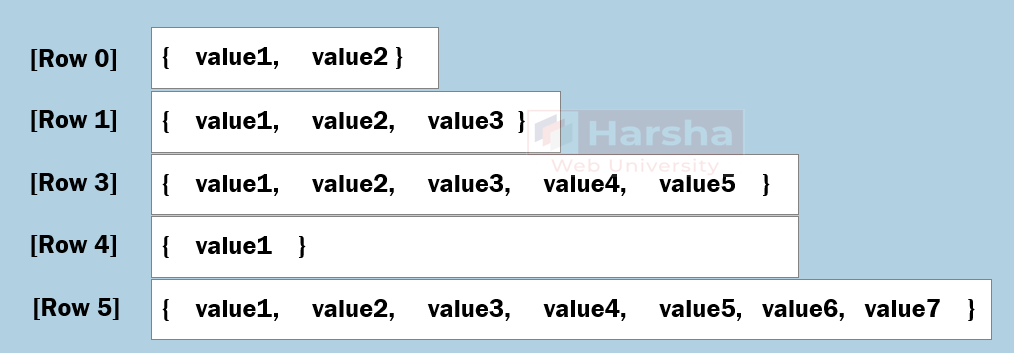 [Row 0] { value1, value2 }
[Row 1] { value1, value2, value3 }
Harsha
Web University
[Row 3] { value1, value2, value3, value4, value5 }
[Row 4] { value1 }
[Row 5] { value1, value2, value3, value4, value5, value6, value7 }